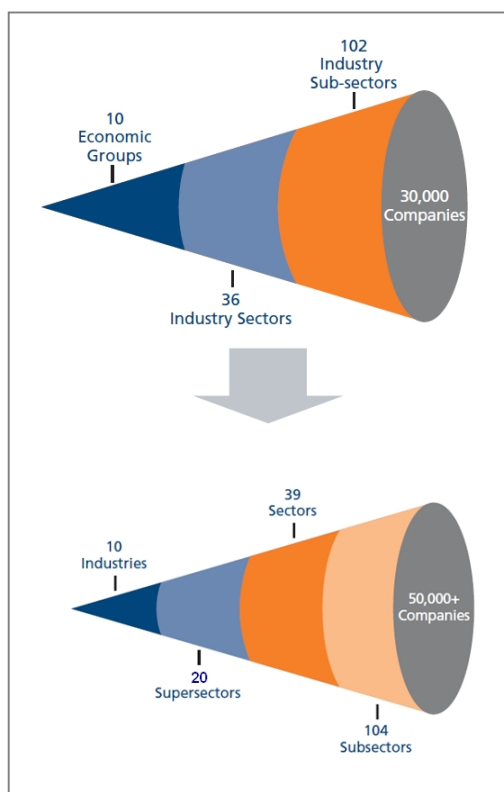 102
Industry
Sub-sectors
10
Economic
Groups
30,000
Companies
36
Industry Sectors
39
Sectors
10
Industries
50,000+
Companies
20
Supersectors
104
Subsectors